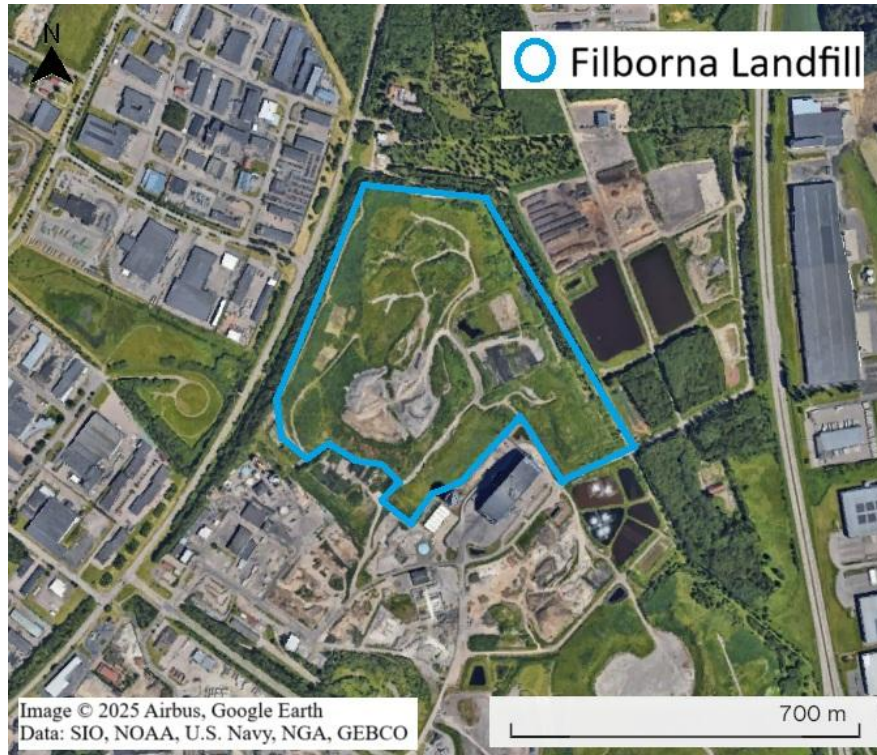 N
Filborna Landfill
Image © 2025 Airbus, Google Earth
Data: SIO, NOAA, U.S. Navy, NGA, GEBCO
700 m